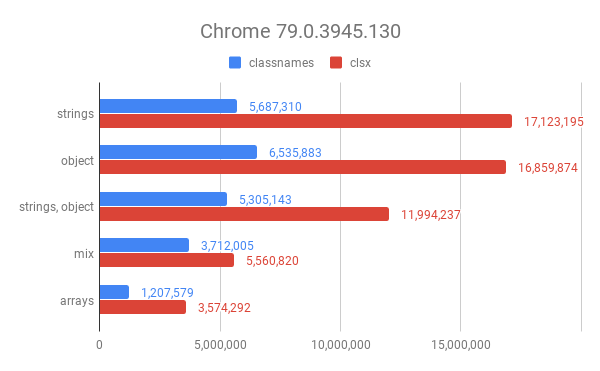 Chrome 79.0.3945.130
classnames clsx
strings 5,687,310
17,123,195
object 6,535,883
16,859,874
strings, object 5,305,143
11,994,237
mix 3,712,005
5,560,820
arrays 1,207,579
3,574,292
0 5,000,000 10,000,000 15,000,000